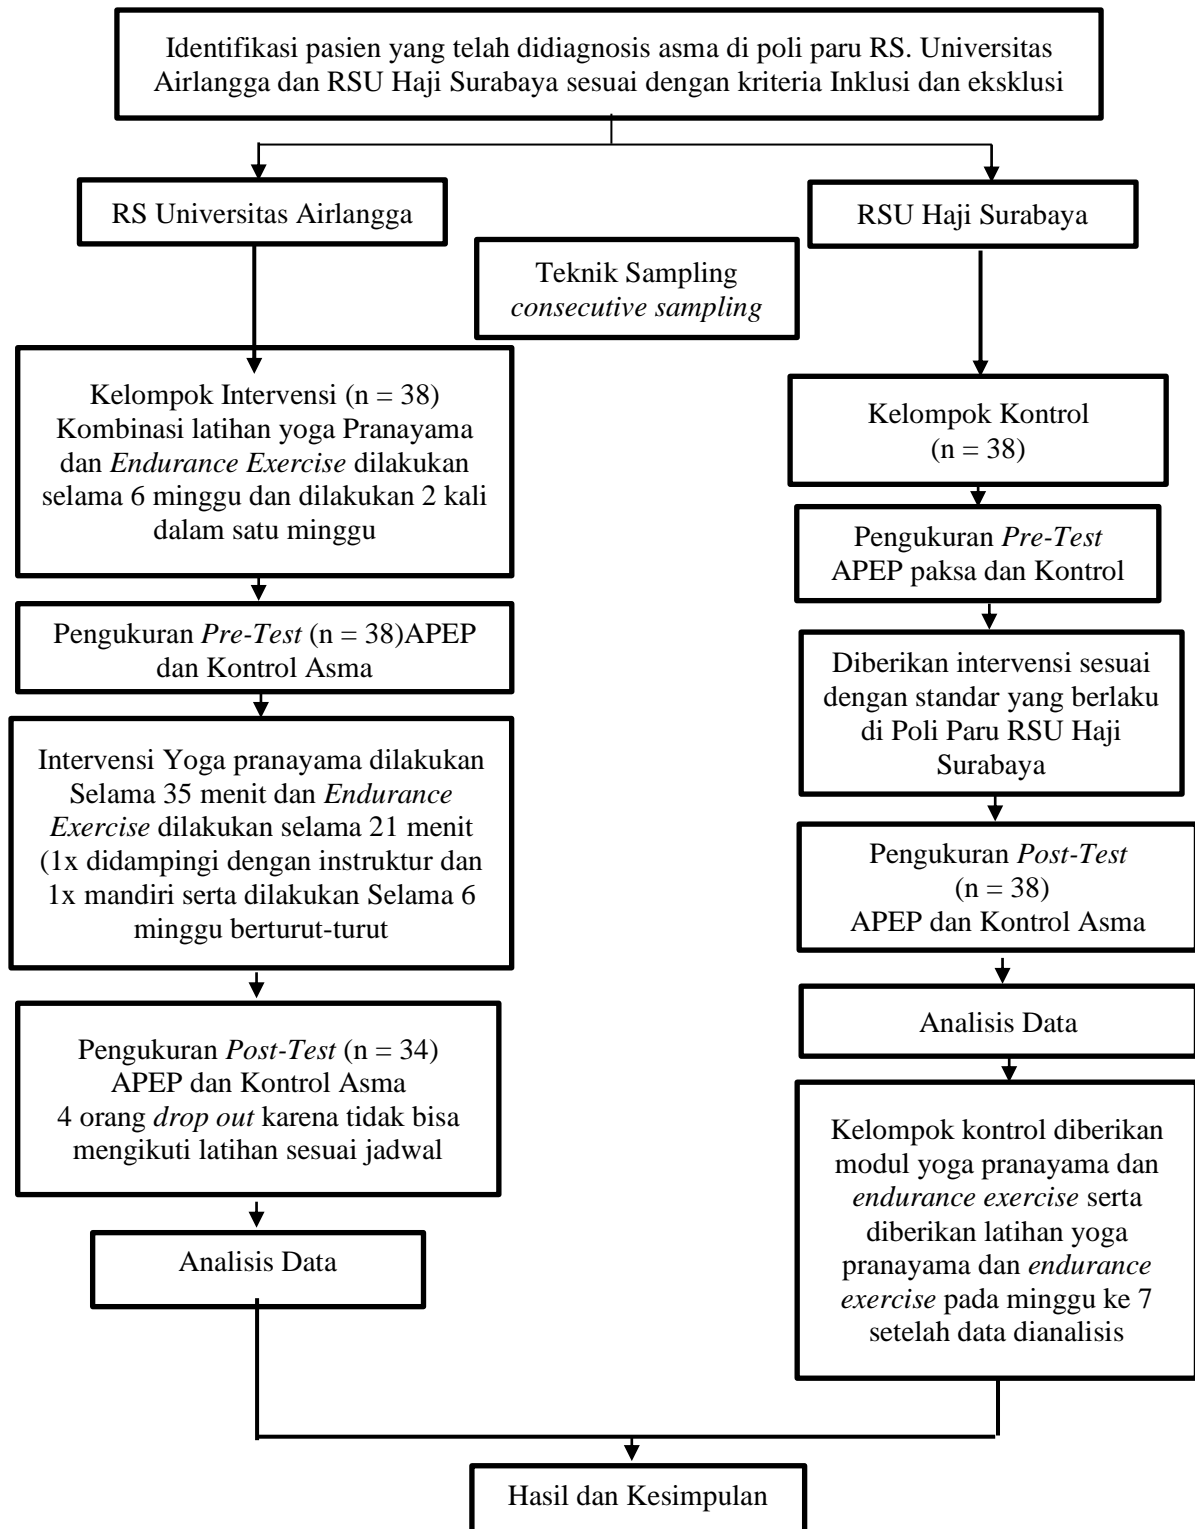 Identifikasi pasien yang telah didiagnosis asma di poli paru RS. Universitas
Airlangga dan RSU Haji Surabaya sesuai dengan kriteria Inklusi dan eksklusi
RS Universitas Airlangga
RSU Haji Surabaya
Teknik Sampling
consecutive sampling
Kelompok Intervensi (n = 38)
Kombinasi latihan yoga Pranayama
dan Endurance Exercise dilakukan
selama 6 minggu dan dilakukan 2 kali
dalam satu minggu
Pengukuran Pre-Test (n = 38)APEP
dan Kontrol Asma
Intervensi Yoga pranayama dilakukan
Selama 35 menit dan Endurance
Exercise dilakukan selama 21 menit
(1x didampingi dengan instruktur dan
1x mandiri serta dilakukan Selama 6
minggu berturut-turut
Pengukuran Post-Test (n = 34)
APEP dan Kontrol Asma
4 orang drop out karena tidak bisa
mengikuti latihan sesuai jadwal
Analisis Data
Kelompok Kontrol
(n = 38)
Pengukuran Pre-Test
APEP paksa dan Kontrol
Diberikan intervensi sesuai
dengan standar yang berlaku
di Poli Paru RSU Haji
Surabaya
Pengukuran Post-Test
(n = 38)
APEP dan Kontrol Asma
Analisis Data
Kelompok kontrol diberikan
modul yoga pranayama dan
endurance exercise serta
diberikan latihan yoga
pranayama dan endurance
exercise pada minggu ke 7
setelah data dianalisis
Hasil dan Kesimpulan